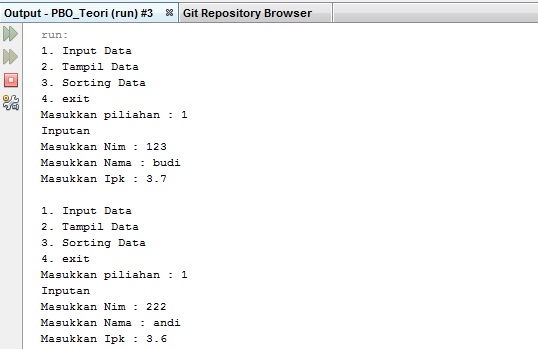 Output - PBO_Teori (run) #3 Git Repository Browser
run:
1. Input Data
2. Tampil Data
3. Sorting Data
4. exit
Masukkan piliahan : 1
Inputan
Masukkan Nim : 123
Masukkan Nama : budi
Masukkan Ipk : 3.7
1. Input Data
2. Tampil Data
3. Sorting Data
4. exit
Masukkan piliahan : 1
Inputan
Masukkan Nim : 222
Masukkan Nama : andi
Masukkan Ipk : 3.6